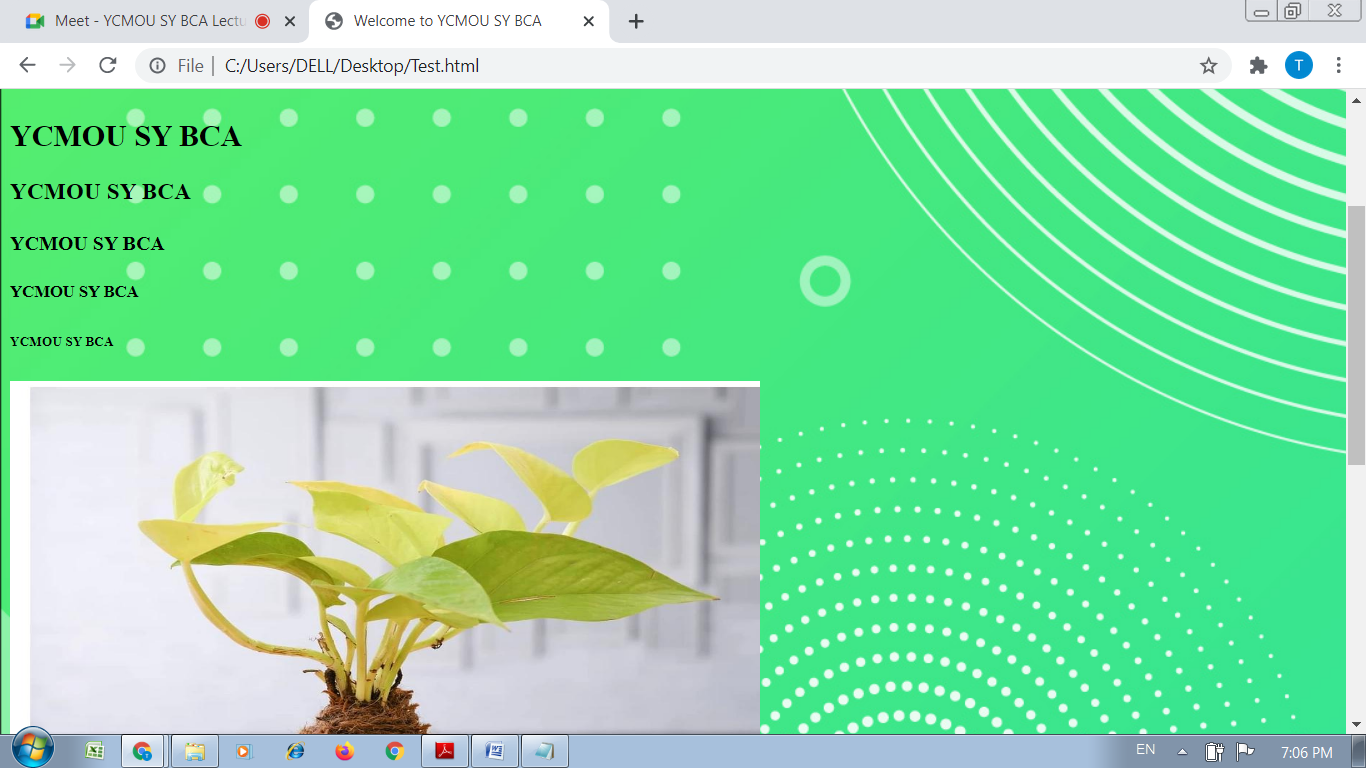 Meet - YCMOU SY BCA Lectu
Welcome to YCMOU SY BCA
File | C:/Users/DELL/Desktop/Test.html
T
YCMOU SY BCA
YCMOU SY BCA
YCMOU SY BCA
YCMOU SY BCA
YCMOU SY BCA
EN
7:06 PM